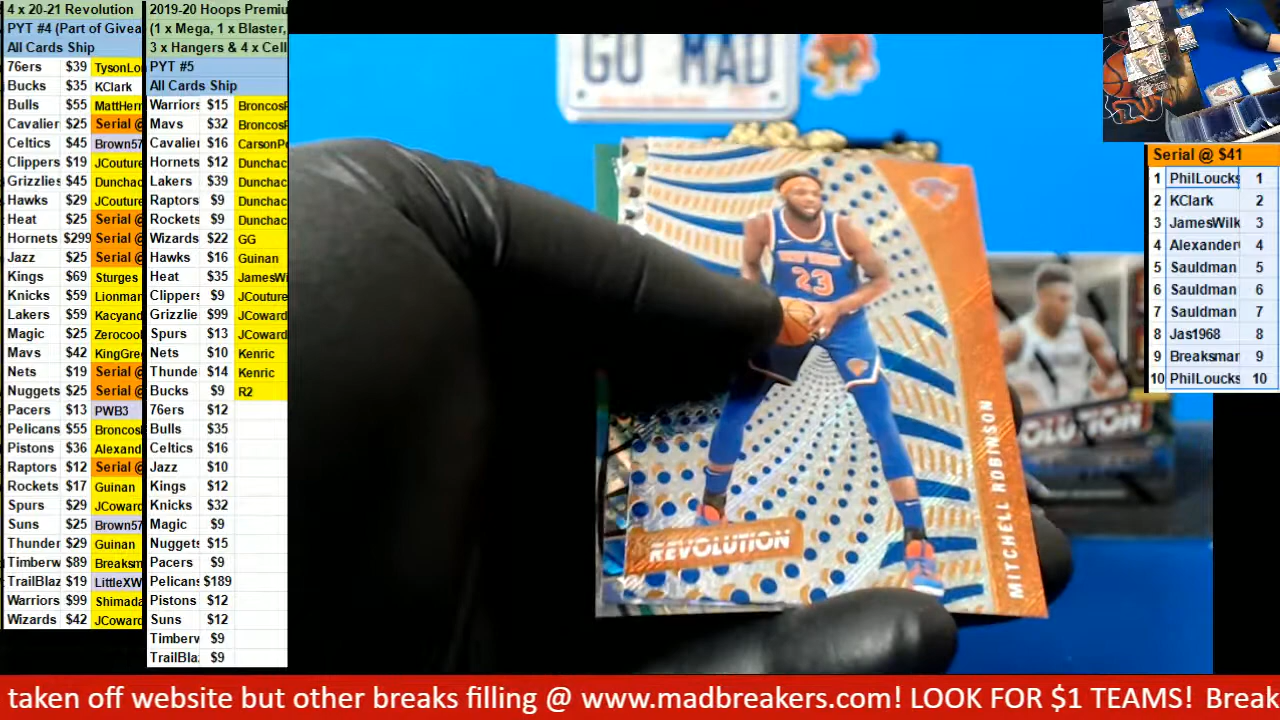 4 x 20-21 Revolution
PYT #4 (Part of Givea
All Cards Ship
76ers $39 TysonLo
Bucks $35 KClark
Bulls $55 MattHerr
Cavalier $25 Serial @
Celtics $45 Brown57
Clippers $19 JCouture
Grizzlies $45 Dunchac
Hawks $29 JCouture
Heat $25 Serial @
Hornets $299 Serial @
Jazz $25 Serial @
Kings $69 Sturges
Knicks $59 Lionman
Lakers $59 Kacyand
Magic $25 Zerocool
Mavs $42 KingGre
Nets $19 Serial @
Nuggets $25 Serial @
Pacers $13 PWB3
Pelicans $55 Broncos
Pistons $36 Alexand
Raptors $12 Serial @
Rockets $17 Guinan
Spurs $29 JCoward
Suns $25 Brown57
Thunder $29 Guinan
Timberw $89 Breaksm
TrailBlaz $19 LittleXW
Warriors $99 Shimada
Wizards $42 JCoward
2019-20 Hoops Premiu
(1 x Mega, 1 x Blaster,
3 x Hangers & 4 x Cell
PYT #5
All Cards Ship
Warriors $15 BroncosF
Mavs $32 BroncosF
Cavalier $16 CarsonPe
Hornets $12 Dunchac
Lakers $39 Dunchac
Raptors $9 Dunchac
Rockets $9 Dunchac
Wizards $22 GG
Hawks $16 Guinan
Heat $35 JamesWi
Clippers $9 JCouture
Grizzlie $99 JCoward
Spurs $13 JCoward
Nets $10 Kenric
Thunde $14 Kenric
Bucks $9 R2
76ers $12
Bulls $35
Celtics $16
Jazz $10
Kings $12
Knicks $32
Magic $9
Nuggets $15
Pacers $9
Pelicans $189
Pistons $12
Suns $12
Timberw $9
TrailBla $9
GO MAD
NEW YORK
23
REVOLUTION
MITCHELL ROBINSON
OLUTION
Serial @ $41
1 PhilLoucks 1
2 KClark 2
3 JamesWilk 3
4 Alexander 4
5 Sauldman 5
6 Sauldman 6
7 Sauldman 7
8 Jas1968 8
9 Breaksman 9
10 PhilLoucks 10
taken off website but other breaks filling @ www.madbreakers.com! LOOK FOR $1 TEAMS! Break